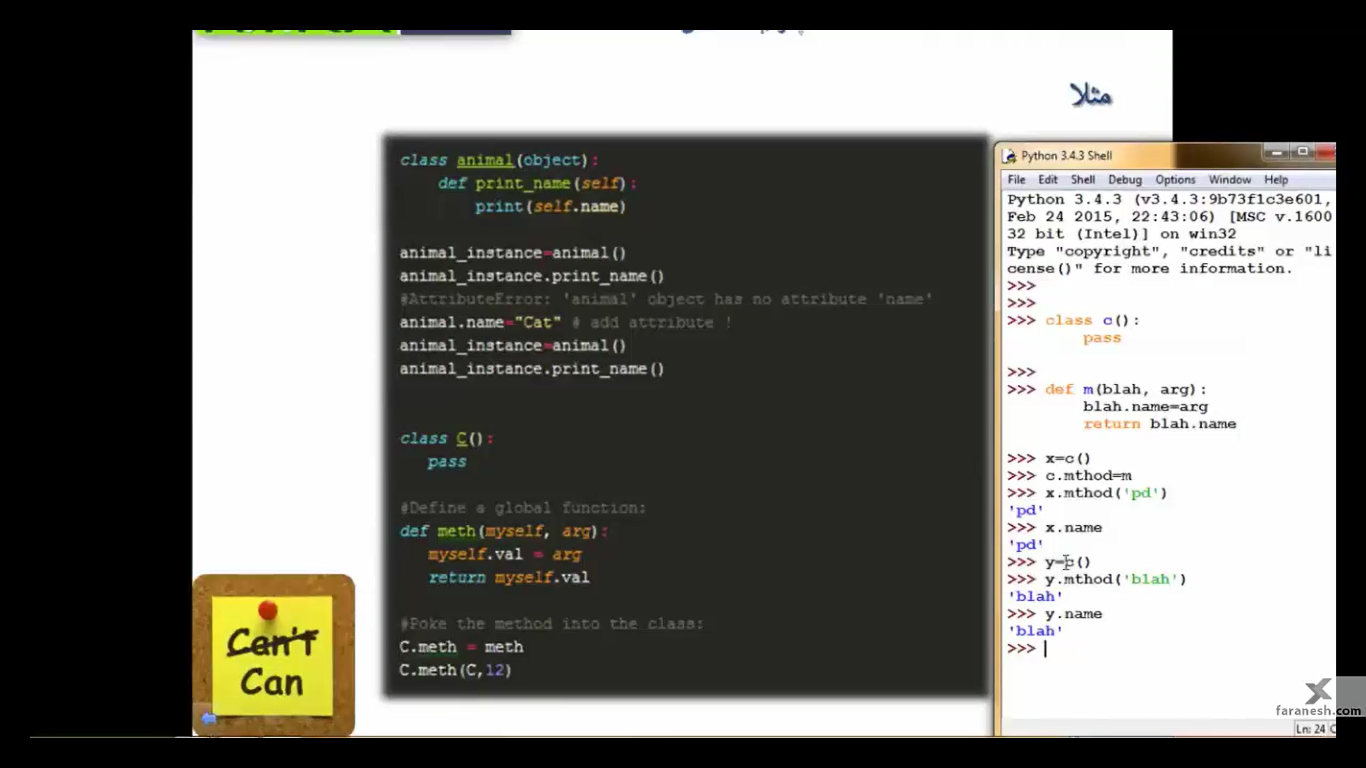 مثلا
class animal(object):
def print_name(self):
print(self.name)
animal_instance=animal()
animal_instance.print_name()
#AttributeError: 'animal' object has no attribute 'name'
animal.name="Cat" # add attribute !
animal_instance=animal()
animal_instance.print_name()
class C():
pass
#Define a global function:
def meth(myself, arg):
myself.val = arg
return myself.val
#Poke the method into the class:
C.meth = meth
C.meth(C,12)
Can't
Can
Python 3.4.3 Shell
File Edit Shell Debug Options Window Help
Python 3.4.3 (v3.4.3:9b73f1c3e601,
Feb 24 2015, 22:43:06) [MSC v.1600
32 bit (Intel)] on win32
Type "copyright", "credits" or "li
cense()" for more information.
>>>
>>>
>>> class c():
pass
>>>
>>> def m(blah, arg):
blah.name=arg
return blah.name
>>> x=c()
>>> c.mthod=m
>>> x.mthod('pd')
'pd'
>>> x.name
'pd'
>>> y=c()
>>> y.mthod('blah')
'blah'
>>> y.name
'blah'
>>>
faranesh.com
Ln: 24